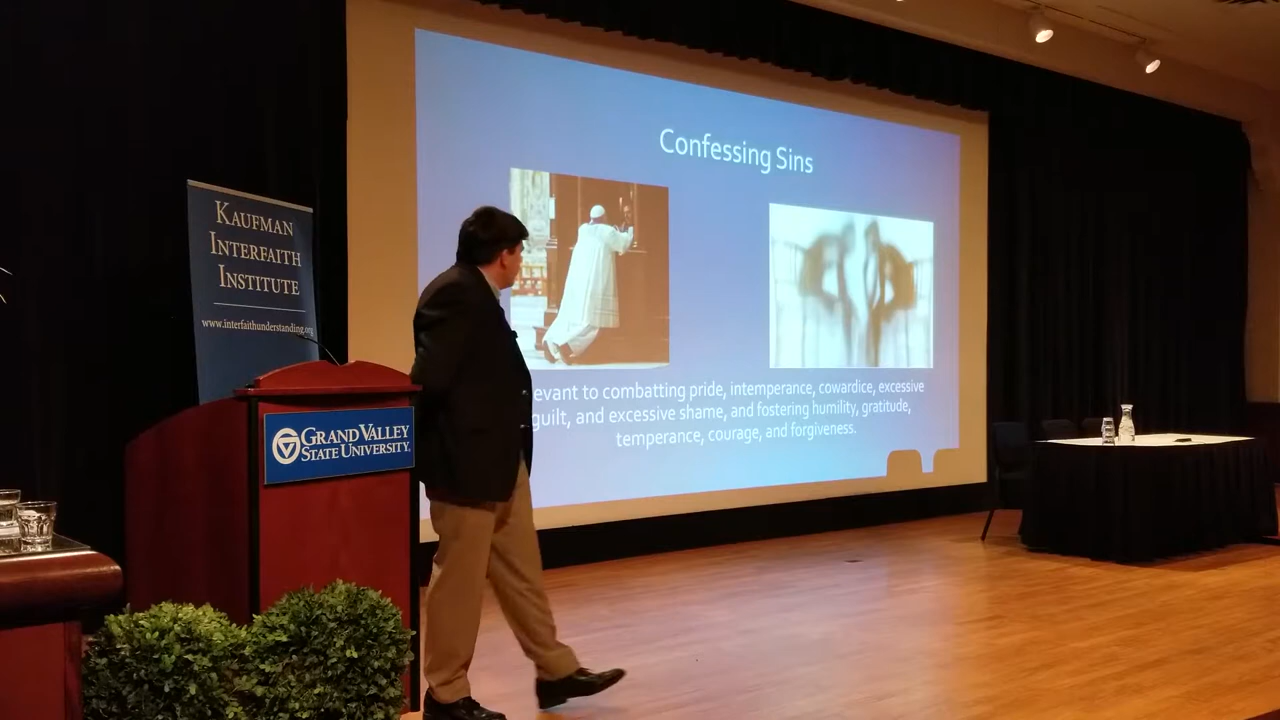 Confessing Sins
KAUFMAN
INTERFAITH
INSTITUTE
www.interfaithunderstanding.org
evant to combatting pride, intemperance, cowardice, excessive
guilt, and excessive shame, and fostering humility, gratitude,
temperance, courage, and forgiveness.
GRAND VALLEY
STATE UNIVERSITY